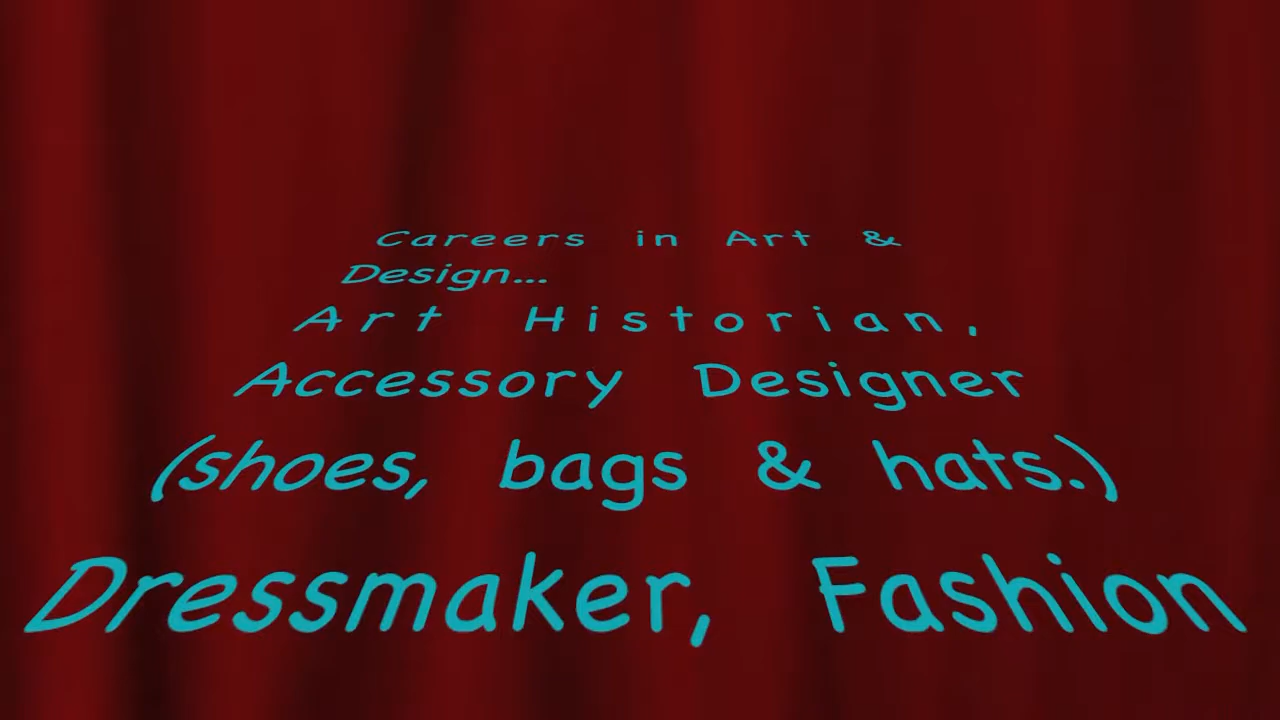 Careers in Art &
Design...
Art Historian,
Accessory Designer
(shoes, bags & hats.)
Dressmaker, Fashion